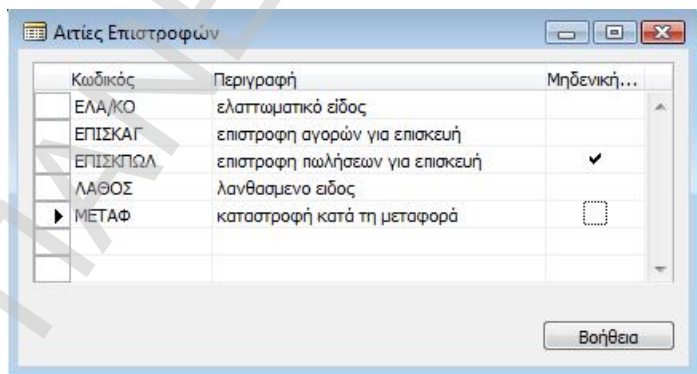 Αιτίες Επιστροφών
Κωδικός Περιγραφή Μηδενική...
ΕΛΑ/ΚΟ ελαττωματικό είδος
ΕΠΙΣΚΑΓ επιστροφη αγορών για επισκευή
ΕΠΙΣΚΠΩΛ επιστροφη πωλήσεων για επισκευή
ΛΑΘΟΣ λανθασμενο ειδος
ΜΕΤΑΦ καταστροφή κατά τη μεταφορά
Βοήθεια